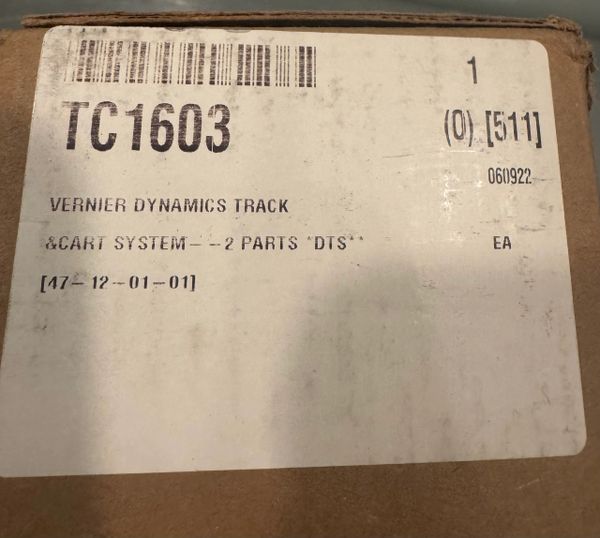 1
TC1603 (0) [511]
060922
VERNIER DYNAMICS TRACK
&CART SYSTEM--2 PARTS *DTS** EA
[47-12-01-01]